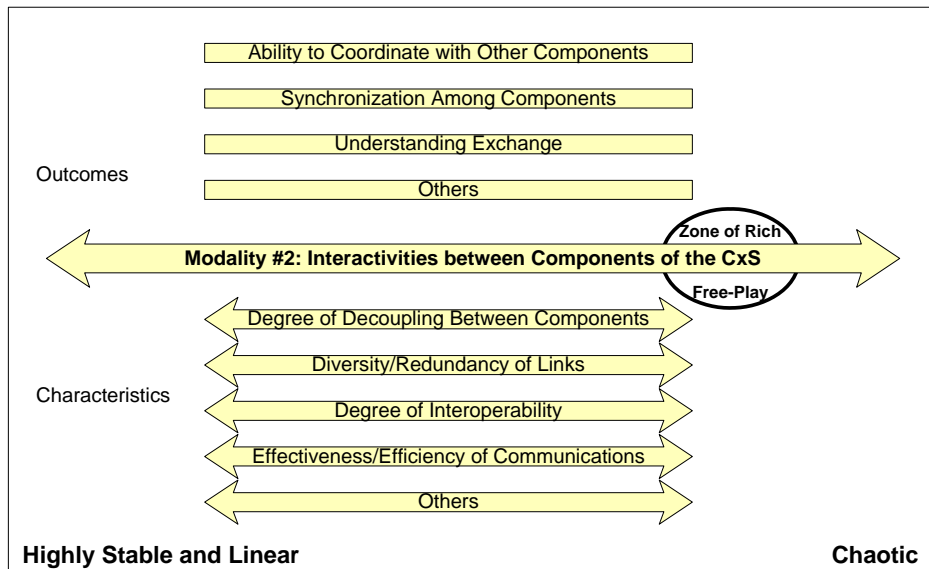 Ability to Coordinate with Other Components
Synchronization Among Components
Understanding Exchange
Outcomes
Others
Zone of Rich
Modality #2: Interactivities between Components of the CxS
Free-Play
Degree of Decoupling Between Components
Diversity/Redundancy of Links
Characteristics
Degree of Interoperability
Effectiveness/Efficiency of Communications
Others
Highly Stable and Linear
Chaotic